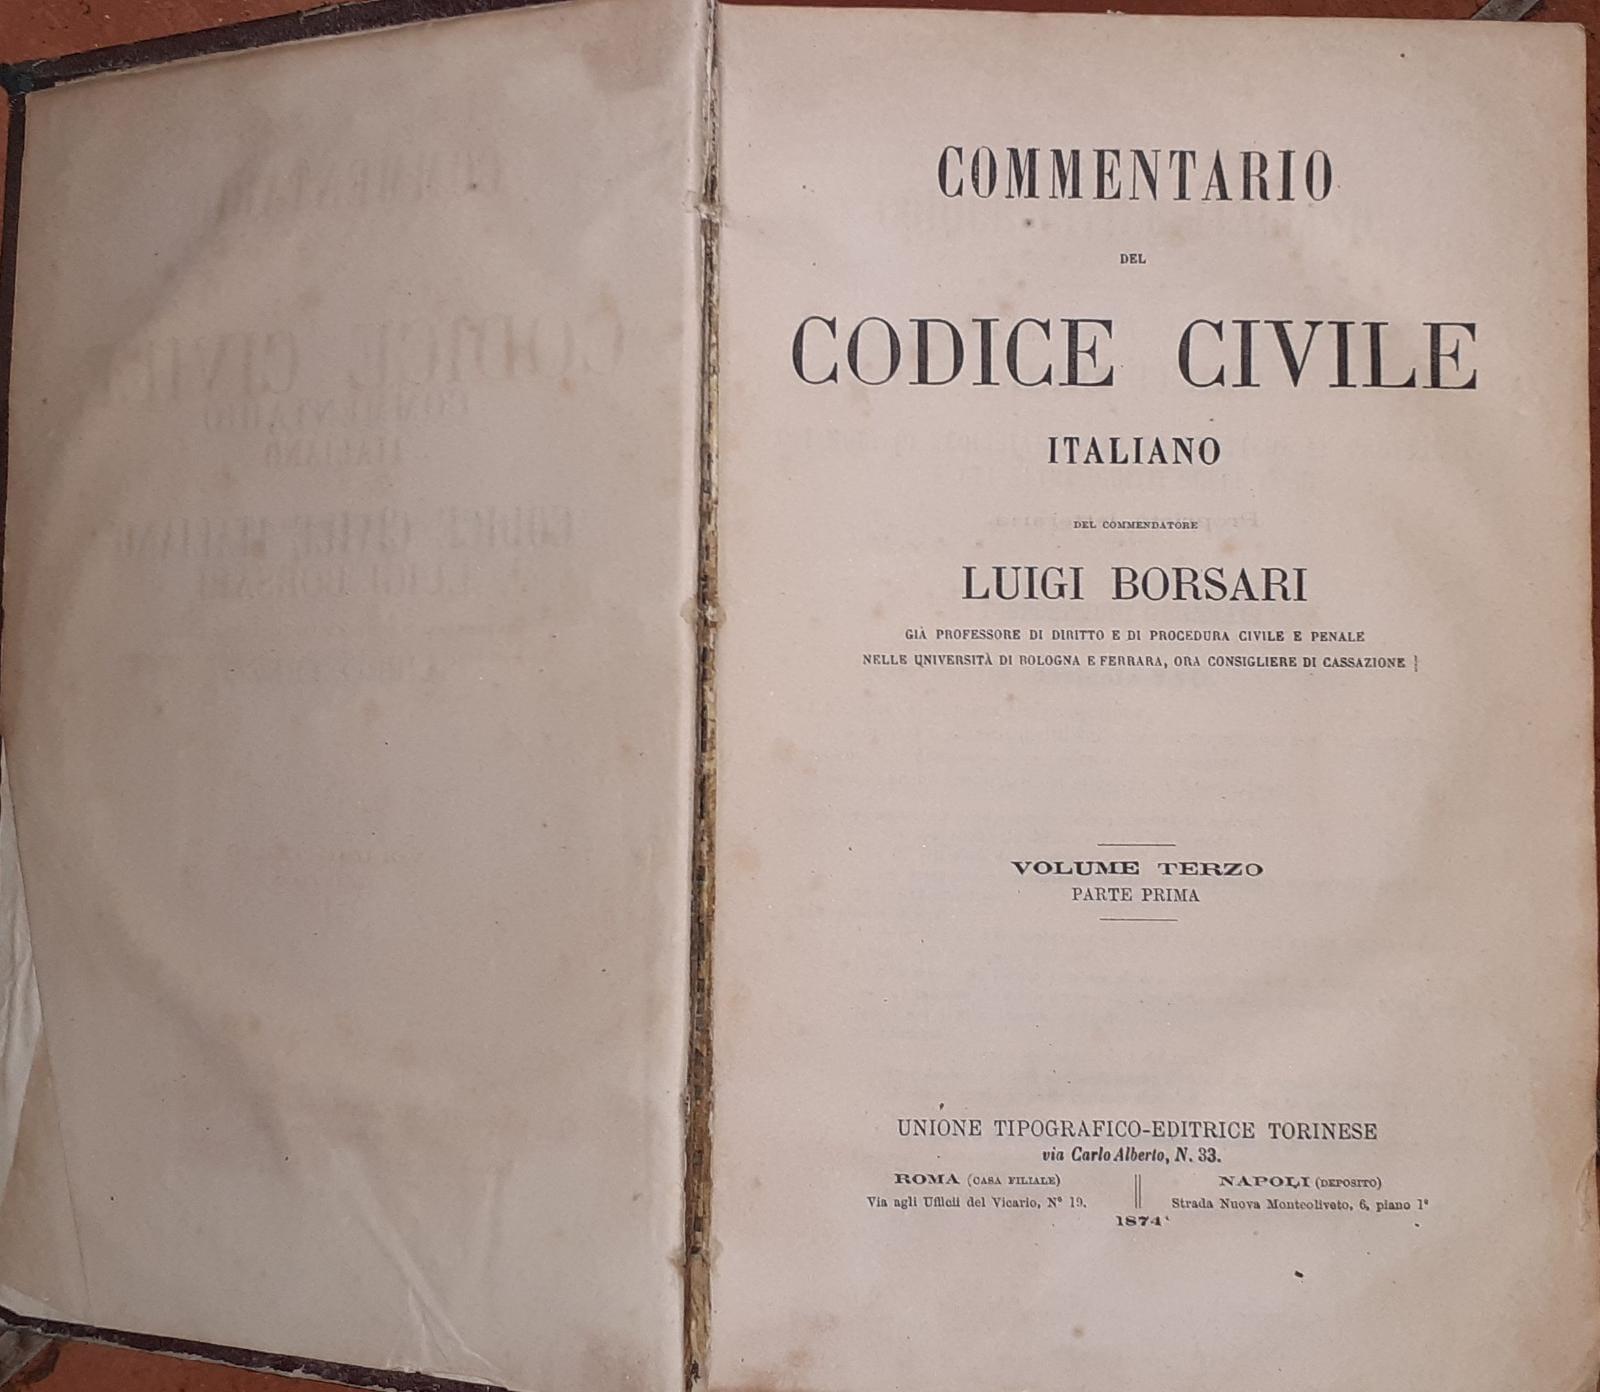 COMMENTARIO
DEL
CODICE CIVILE
ITALIANO
DEL COMMENDATORE
LUIGI BORSARI
GIÀ PROFESSORE DI DIRITTO E DI PROCEDURA CIVILE E PENALE
NELLE UNIVERSITÀ DI BOLOGNA E FERRARA, ORA CONSIGLIERE DI CASSAZIONE
VOLUME TERZO
PARTE PRIMA
UNIONE TIPOGRAFICO-EDITRICE TORINESE
via Carlo Alberto, N. 33.
ROMA (CASA FILIALE)
Via agli Ufficii del Vicario, N° 19.
NAPOLI (DEPOSITO)
Strada Nuova Monteoliveto, 6, piano 1°
1874